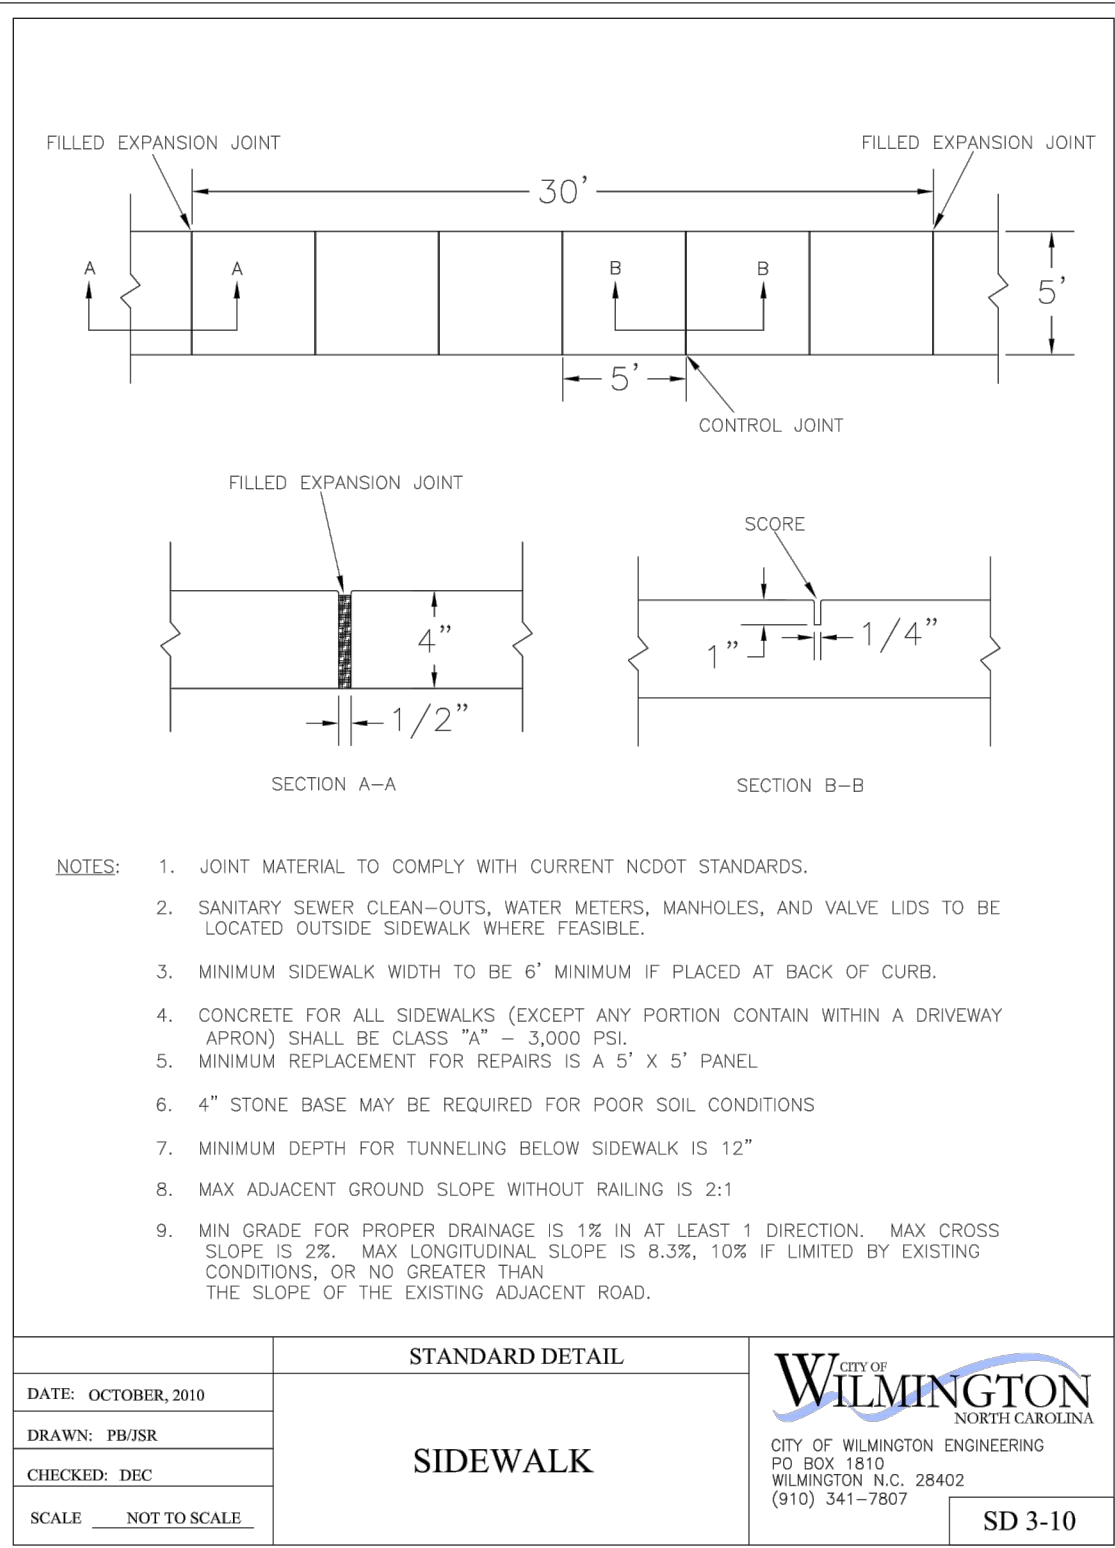 FILLED EXPANSION JOINT
FILLED EXPANSION JOINT
30'
A
A
B
B
5'
5'
CONTROL JOINT
FILLED EXPANSION JOINT
SCORE
4"
1"
1/4"
1/2"
SECTION A–A
SECTION B–B
NOTES:
1. JOINT MATERIAL TO COMPLY WITH CURRENT NCDOT STANDARDS.
2. SANITARY SEWER CLEAN–OUTS, WATER METERS, MANHOLES, AND VALVE LIDS TO BE
LOCATED OUTSIDE SIDEWALK WHERE FEASIBLE.
3. MINIMUM SIDEWALK WIDTH TO BE 6' MINIMUM IF PLACED AT BACK OF CURB.
4. CONCRETE FOR ALL SIDEWALKS (EXCEPT ANY PORTION CONTAIN WITHIN A DRIVEWAY
APRON) SHALL BE CLASS "A" – 3,000 PSI.
5. MINIMUM REPLACEMENT FOR REPAIRS IS A 5' X 5' PANEL
6. 4" STONE BASE MAY BE REQUIRED FOR POOR SOIL CONDITIONS
7. MINIMUM DEPTH FOR TUNNELING BELOW SIDEWALK IS 12"
8. MAX ADJACENT GROUND SLOPE WITHOUT RAILING IS 2:1
9. MIN GRADE FOR PROPER DRAINAGE IS 1% IN AT LEAST 1 DIRECTION. MAX CROSS
SLOPE IS 2%. MAX LONGITUDINAL SLOPE IS 8.3%, 10% IF LIMITED BY EXISTING
CONDITIONS, OR NO GREATER THAN
THE SLOPE OF THE EXISTING ADJACENT ROAD.
DATE: OCTOBER, 2010
DRAWN: PB/JSR
CHECKED: DEC
SCALE NOT TO SCALE
STANDARD DETAIL
SIDEWALK
CITY OF
WILMINGTON
NORTH CAROLINA
CITY OF WILMINGTON ENGINEERING
PO BOX 1810
WILMINGTON N.C. 28402
(910) 341–7807
SD 3-10